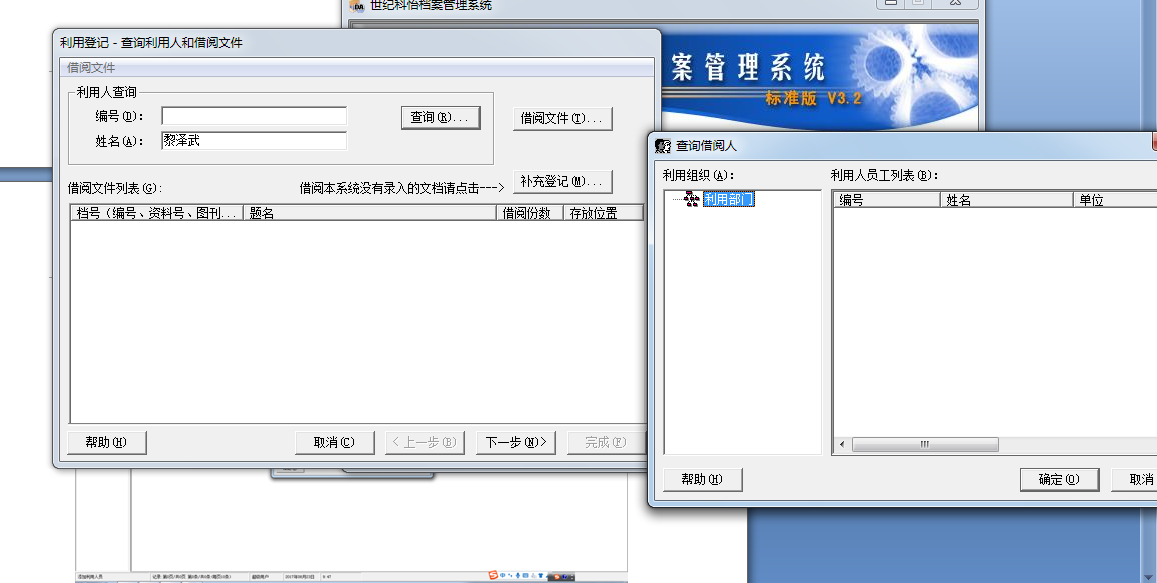 世纪科怡档案管理系统
案管理系统
标准版 V3.2
利用登记 - 查询利用人和借阅文件
借阅文件
利用人查询
编号(D):
查询(R)...
借阅文件(I)...
姓名(A):
黎泽武
借阅文件列表(G):
借阅本系统没有录入的文档请点击--->
补充登记(M)...
档号（编号、资料号、图刊...
题名
借阅份数
存放位置
帮助(H)
取消(C)
<上一步(B)
下一步(N)>
完成(F)
查询借阅人
利用组织(A):
利用人员工列表(B):
利用部门
编号
姓名
单位
帮助(H)
确定(O)
取消